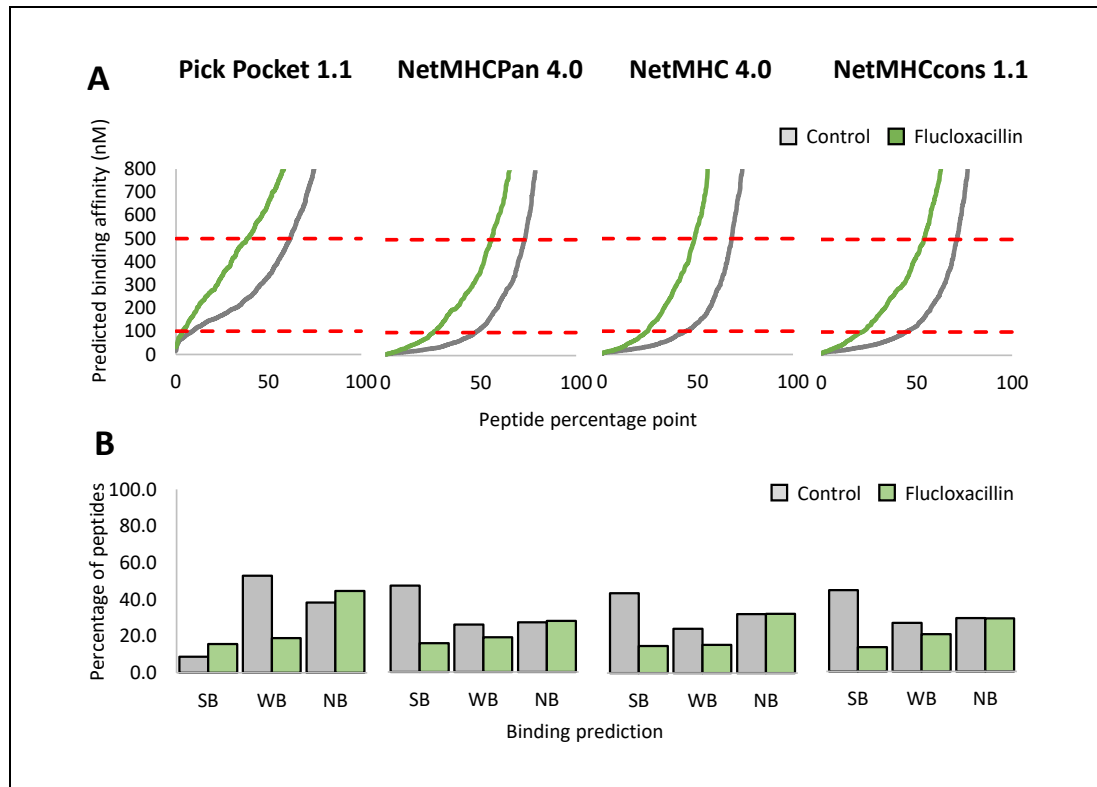 A
Pick Pocket 1.1 NetMHCPan 4.0 NetMHC 4.0 NetMHCcons 1.1
Control Flucloxacillin
Predicted binding affinity (nM)
800
700
600
500
400
300
200
100
0
0 50 100 0 50 100 0 50 100 0 50 100
Peptide percentage point
B
Control Flucloxacillin
Percentage of peptides
100.0
80.0
60.0
40.0
20.0
0.0
SB WB NB SB WB NB SB WB NB SB WB NB
Binding prediction